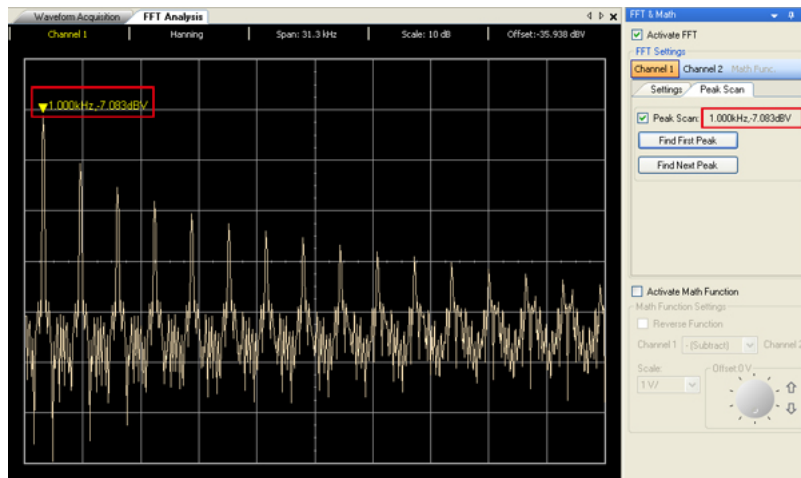 Waveform Acquisition FFT Analysis
Channel 1 Hanning Span: 31.3 kHz Scale: 10 dB Offset:-35.938 dBV
1.000kHz,-7.083dBV
FFT & Math
Activate FFT
FFT Settings
Channel 1 Channel 2 Math Func.
Settings Peak Scan
Peak Scan: 1.000kHz,-7.083dBV
Find First Peak
Find Next Peak
Activate Math Function
Math Function Settings
Reverse Function
Channel 1 - (Subtract) Channel 2
Scale: Offset:0 V
1 V/